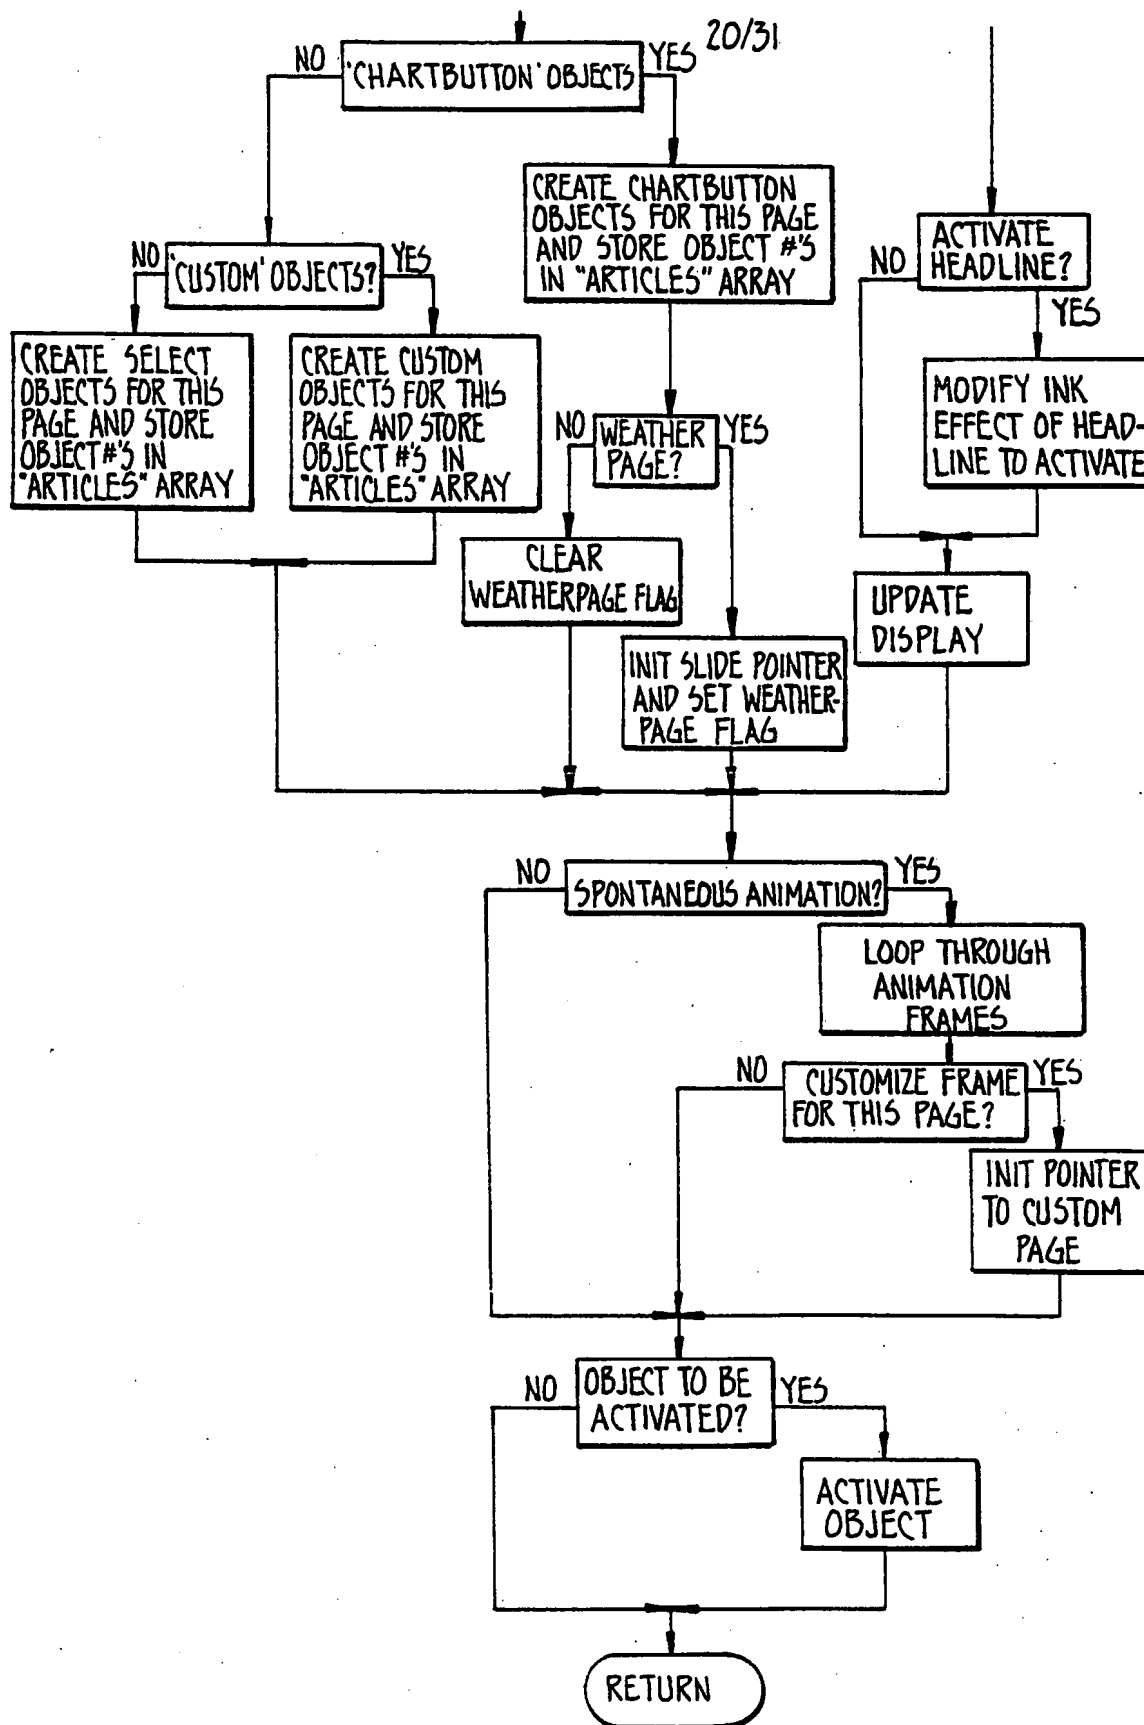 20/31
NO
'CHARTBUTTON' OBJECTS
YES
CREATE CHARTBUTTON
OBJECTS FOR THIS PAGE
AND STORE OBJECT #'S
IN "ARTICLES" ARRAY
NO
'CUSTOM' OBJECTS?
YES
CREATE SELECT
OBJECTS FOR THIS
PAGE AND STORE
OBJECT #'S IN
"ARTICLES" ARRAY
CREATE CUSTOM
OBJECTS FOR THIS
PAGE AND STORE
OBJECT #'S IN
"ARTICLES" ARRAY
NO
WEATHER
PAGE?
YES
CLEAR
WEATHERPAGE FLAG
INIT SLIDE POINTER
AND SET WEATHER-
PAGE FLAG
NO
ACTIVATE
HEADLINE?
YES
MODIFY INK
EFFECT OF HEAD-
LINE TO ACTIVATE
UPDATE
DISPLAY
NO
SPONTANEOUS ANIMATION?
YES
LOOP THROUGH
ANIMATION
FRAMES
NO
CUSTOMIZE FRAME
FOR THIS PAGE?
YES
INIT POINTER
TO CUSTOM
PAGE
NO
OBJECT TO BE
ACTIVATED?
YES
ACTIVATE
OBJECT
RETURN